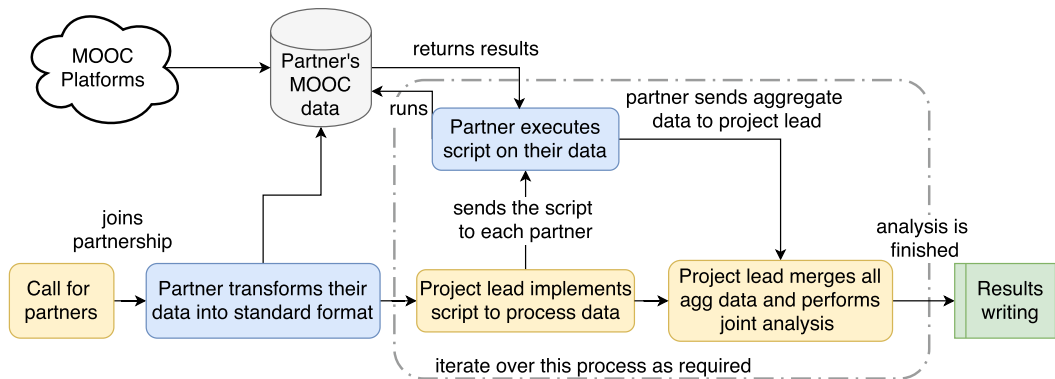 MOOC
Platforms
Partner's
MOOC
data
returns results
runs
Partner executes
script on their data
partner sends aggregate
data to project lead
sends the script
to each partner
joins
partnership
analysis is
finished
Call for
partners
Partner transforms their
data into standard format
Project lead implements
script to process data
Project lead merges all
agg data and performs
joint analysis
Results
writing
iterate over this process as required